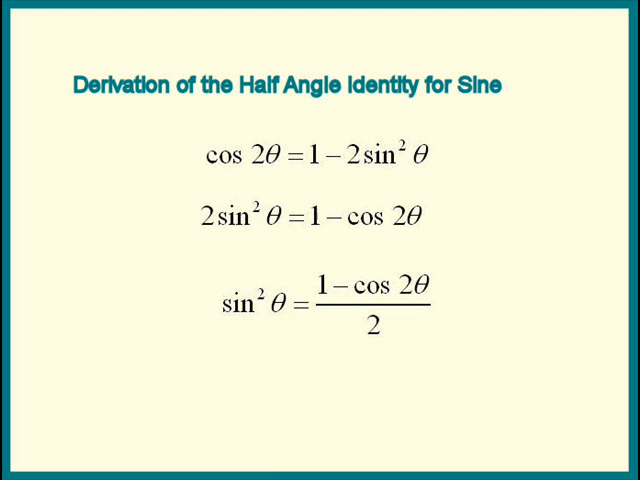 Derivation of the Half Angle Identity for Sine
cos 2θ = 1 − 2 sin² θ
2 sin² θ = 1 − cos 2θ
sin² θ = (1 − cos 2θ) / 2